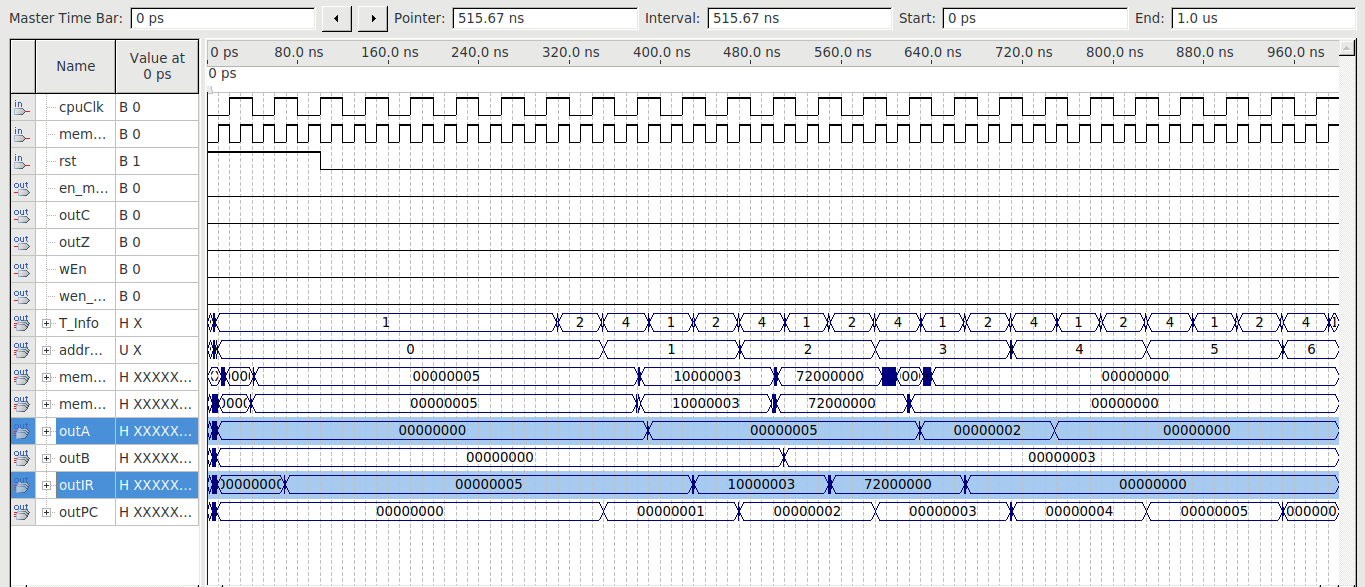 Master Time Bar: 0 ps Pointer: 515.67 ns Interval: 515.67 ns Start: 0 ps End: 1.0 us
Name Value at 0 ps 0 ps 80.0 ns 160.0 ns 240.0 ns 320.0 ns 400.0 ns 480.0 ns 560.0 ns 640.0 ns 720.0 ns 800.0 ns 880.0 ns 960.0 ns
0 ps
in cpuClk B 0
in mem... B 0
in rst B 1
out en_m... B 0
out outC B 0
out outZ B 0
out wEn B 0
out wen_... B 0
out T_Info H X 1 2 4 1 2 4 1 2 4 1 2 4 1 2 4 1 2 4
out addr... U X 0 1 2 3 4 5 6
out mem... H XXXXX... 00000005 10000003 72000000 00000000
out mem... H XXXXX... 00000005 10000003 72000000 00000000
out outA H XXXXX... 00000000 00000005 00000002 00000000
out outB H XXXXX... 00000000 00000003
out outIR H XXXXX... 00000000 00000005 10000003 72000000 00000000
out outPC H XXXXX... 00000000 00000001 00000002 00000003 00000004 00000005